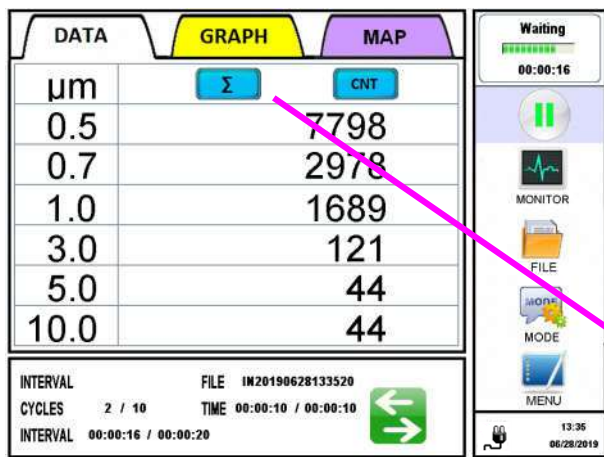 DATA GRAPH MAP
µm Σ CNT
0.5 7798
0.7 2978
1.0 1689
3.0 121
5.0 44
10.0 44
INTERVAL FILE IN20190628133520
CYCLES 2 / 10 TIME 00:00:10 / 00:00:10
INTERVAL 00:00:16 / 00:00:20
Waiting
00:00:16
MONITOR
FILE
MODE
MODE
MENU
13:35
06/28/2019